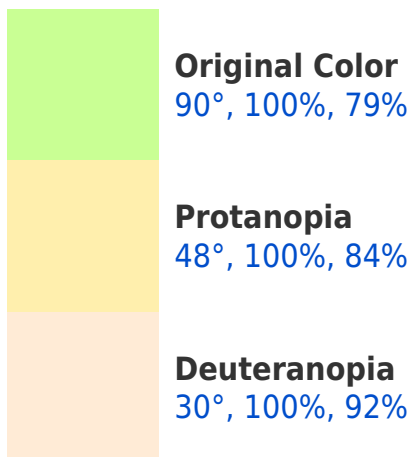 Original Color
90°, 100%, 79%
Protanopia
48°, 100%, 84%
Deuteranopia
30°, 100%, 92%